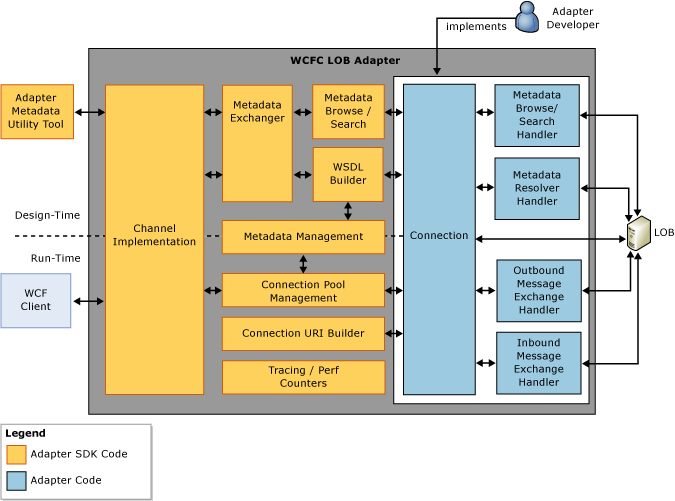 Adapter
Developer
implements
WCFC LOB Adapter
Adapter
Metadata
Utility Tool
Metadata
Exchanger
Metadata
Browse /
Search
Metadata
Browse/
Search
Handler
WSDL
Builder
Metadata
Resolver
Handler
Design-Time
Channel
Implementation
Metadata Management
Connection
LOB
Run-Time
WCF
Client
Connection Pool
Management
Outbound
Message
Exchange
Handler
Connection URI Builder
Inbound
Message
Exchange
Handler
Tracing / Perf
Counters
Legend
Adapter SDK Code
Adapter Code